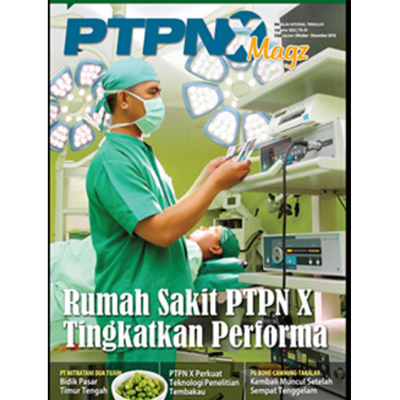 PTPN X
Magz
Rumah Sakit PTPN X
Tingkatkan Performa
PT MITRATANI DUA TUJUH
Bidik Pasar
Timur Tengah
PTPN X Perkuat
Teknologi Penelitian
Tembakau
PG BONE-CAMMING-TAKALAR
Kembali Muncul Setelah
Sempat Tenggelam